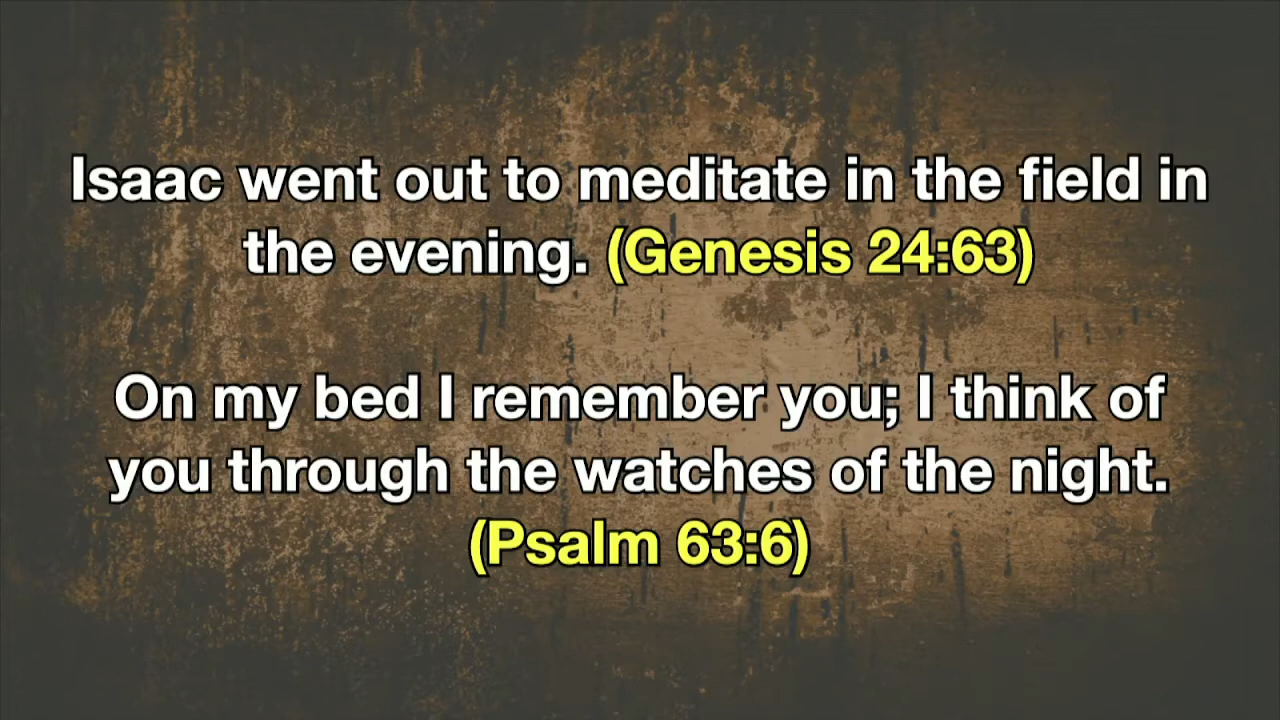 Isaac went out to meditate in the field in
the evening. (Genesis 24:63)
On my bed I remember you; I think of
you through the watches of the night.
(Psalm 63:6)